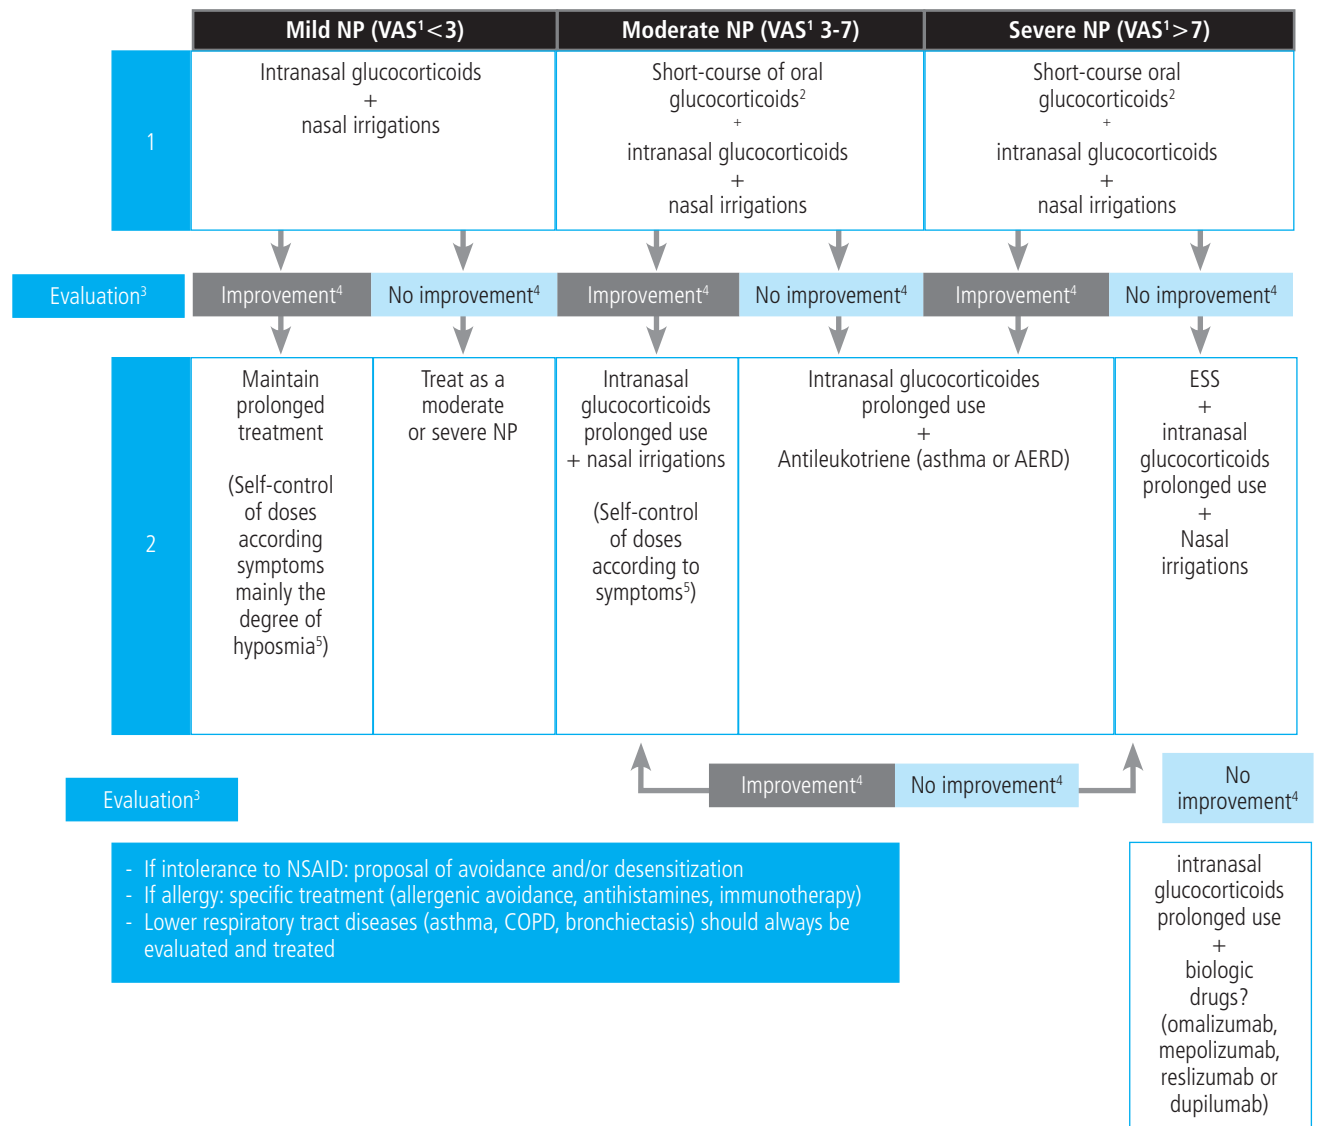 Mild NP (VAS¹<3)
Moderate NP (VAS¹ 3-7)
Severe NP (VAS¹>7)
1
Intranasal glucocorticoids
+
nasal irrigations
Short-course of oral
glucocorticoids²
+
intranasal glucocorticoids
+
nasal irrigations
Short-course oral
glucocorticoids²
+
intranasal glucocorticoids
+
nasal irrigations
Evaluation³
Improvement⁴
No improvement⁴
Improvement⁴
No improvement⁴
Improvement⁴
No improvement⁴
2
Maintain
prolonged
treatment
(Self-control
of doses
according
symptoms
mainly the
degree of
hyposmia⁵)
Treat as a
moderate
or severe NP
Intranasal
glucocorticoids
prolonged use
+ nasal irrigations
(Self-control
of doses
according to
symptoms⁵)
Intranasal glucocorticoides
prolonged use
+
Antileukotriene (asthma or AERD)
ESS
+
intranasal
glucocorticoids
prolonged use
+
Nasal
irrigations
Evaluation³
Improvement⁴
No improvement⁴
No
improvement⁴
- If intolerance to NSAID: proposal of avoidance and/or desensitization
- If allergy: specific treatment (allergenic avoidance, antihistamines, immunotherapy)
- Lower respiratory tract diseases (asthma, COPD, bronchiectasis) should always be
evaluated and treated
intranasal
glucocorticoids
prolonged use
+
biologic
drugs?
(omalizumab,
mepolizumab,
reslizumab or
dupilumab)